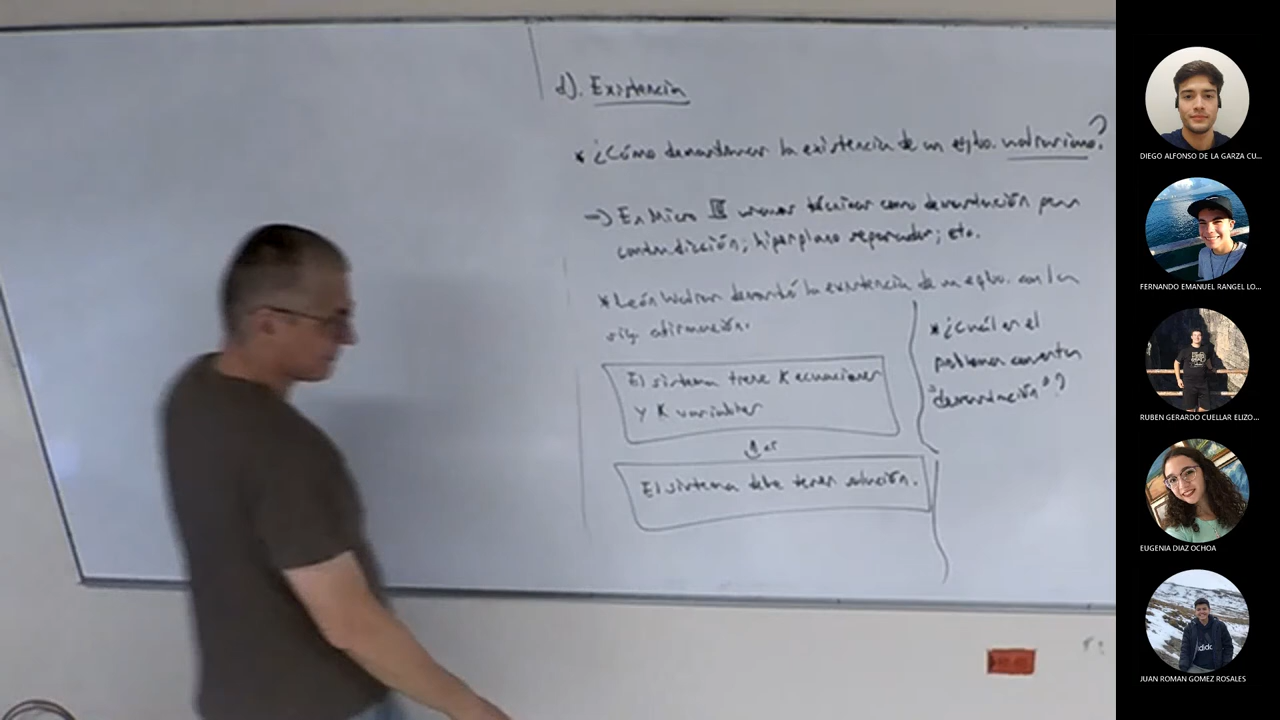 d). Existencia
* ¿Cómo demostramos la existencia de un eqbo. walrasiano?
→ En Micro III vemos técnicas como demostración por
contradicción; hiperplano separador; etc.
* León Walras demostró la existencia de un eqbo. con la
sig. afirmación.
El sistema tiene K ecuaciones
y K variables
El sistema debe tener solución.
* ¿Cuál es el
problema con esta
"demostración"?
DIEGO ALFONSO DE LA GARZA CU...
FERNANDO EMANUEL RANGEL LO...
RUBEN GERARDO CUELLAR ELIZO...
EUGENIA DIAZ OCHOA
JUAN ROMAN GOMEZ ROSALES